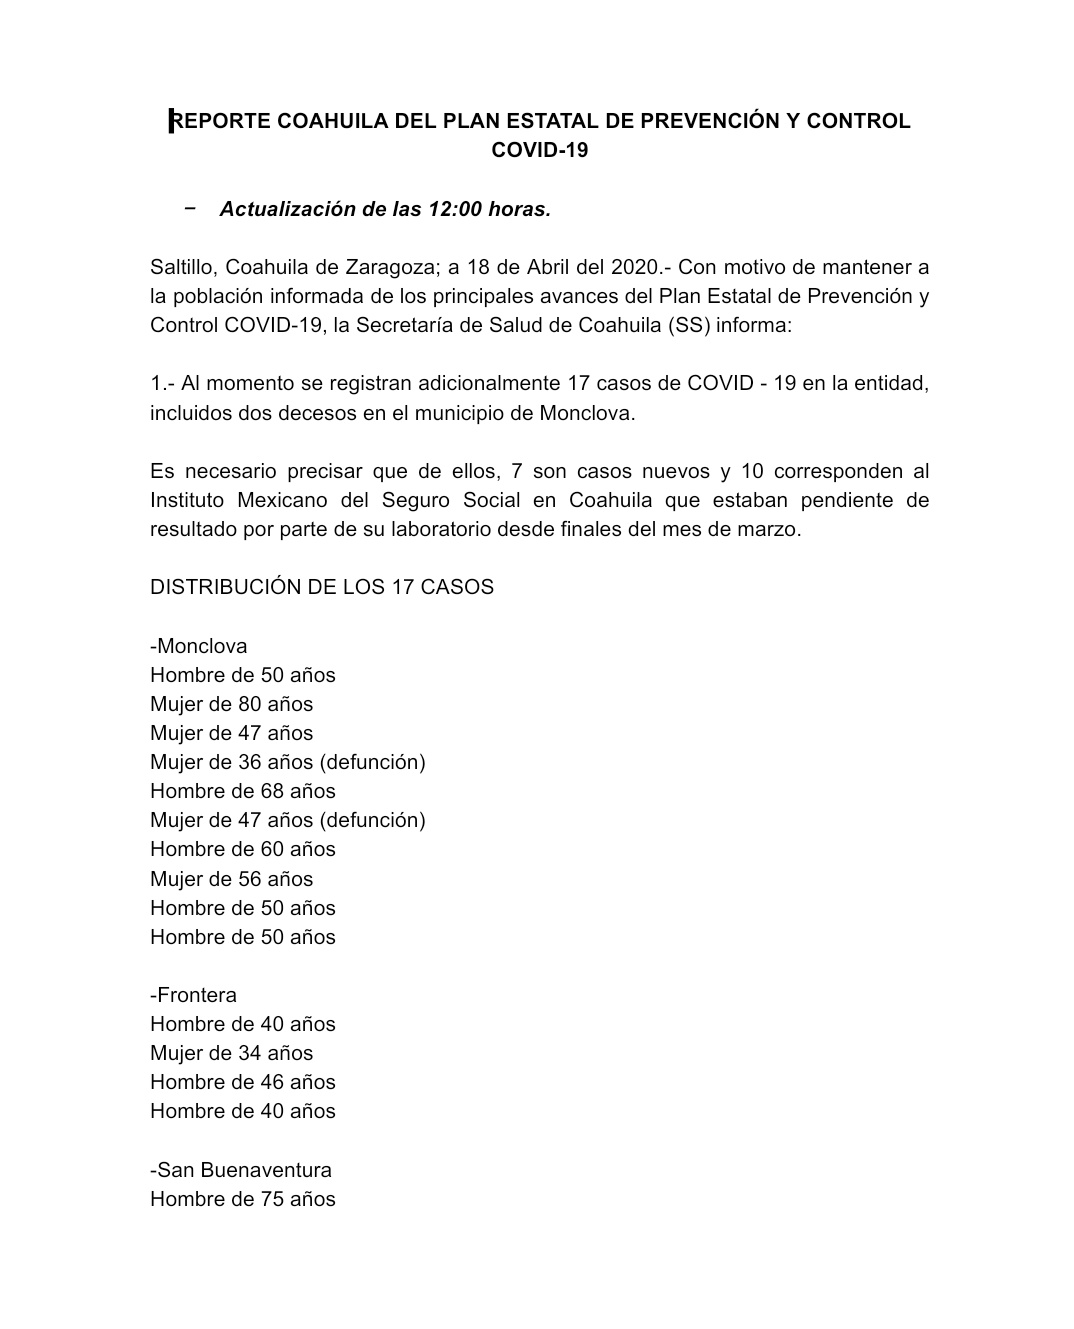 REPORTE COAHUILA DEL PLAN ESTATAL DE PREVENCIÓN Y CONTROL
COVID-19
– Actualización de las 12:00 horas.
Saltillo, Coahuila de Zaragoza; a 18 de Abril del 2020.- Con motivo de mantener a
la población informada de los principales avances del Plan Estatal de Prevención y
Control COVID-19, la Secretaría de Salud de Coahuila (SS) informa:
1.- Al momento se registran adicionalmente 17 casos de COVID - 19 en la entidad,
incluidos dos decesos en el municipio de Monclova.
Es necesario precisar que de ellos, 7 son casos nuevos y 10 corresponden al
Instituto Mexicano del Seguro Social en Coahuila que estaban pendiente de
resultado por parte de su laboratorio desde finales del mes de marzo.
DISTRIBUCIÓN DE LOS 17 CASOS
-Monclova
Hombre de 50 años
Mujer de 80 años
Mujer de 47 años
Mujer de 36 años (defunción)
Hombre de 68 años
Mujer de 47 años (defunción)
Hombre de 60 años
Mujer de 56 años
Hombre de 50 años
Hombre de 50 años
-Frontera
Hombre de 40 años
Mujer de 34 años
Hombre de 46 años
Hombre de 40 años
-San Buenaventura
Hombre de 75 años